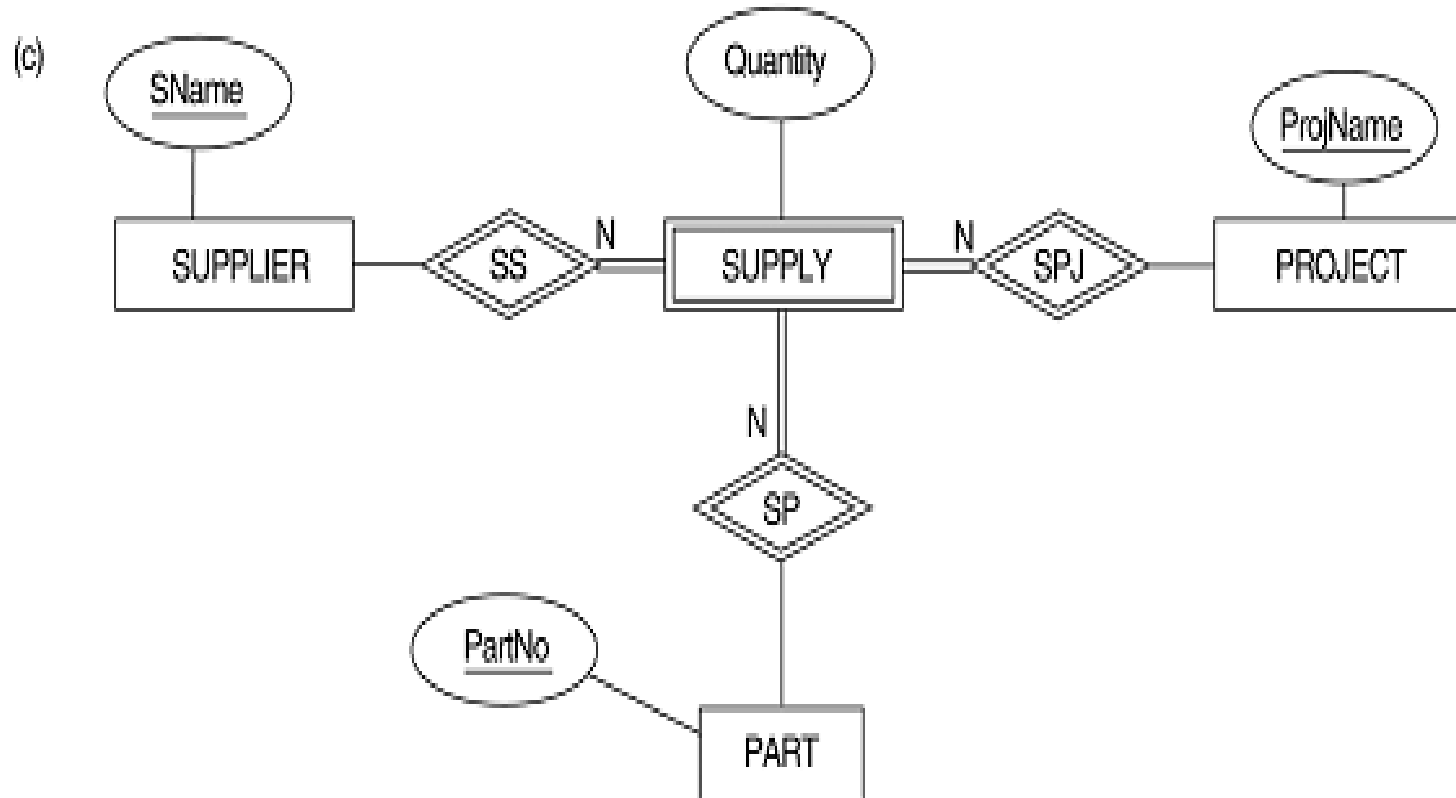 (c)
SName
Quantity
ProjName
SUPPLIER
SS
N
SUPPLY
N
SPJ
PROJECT
N
SP
PartNo
PART